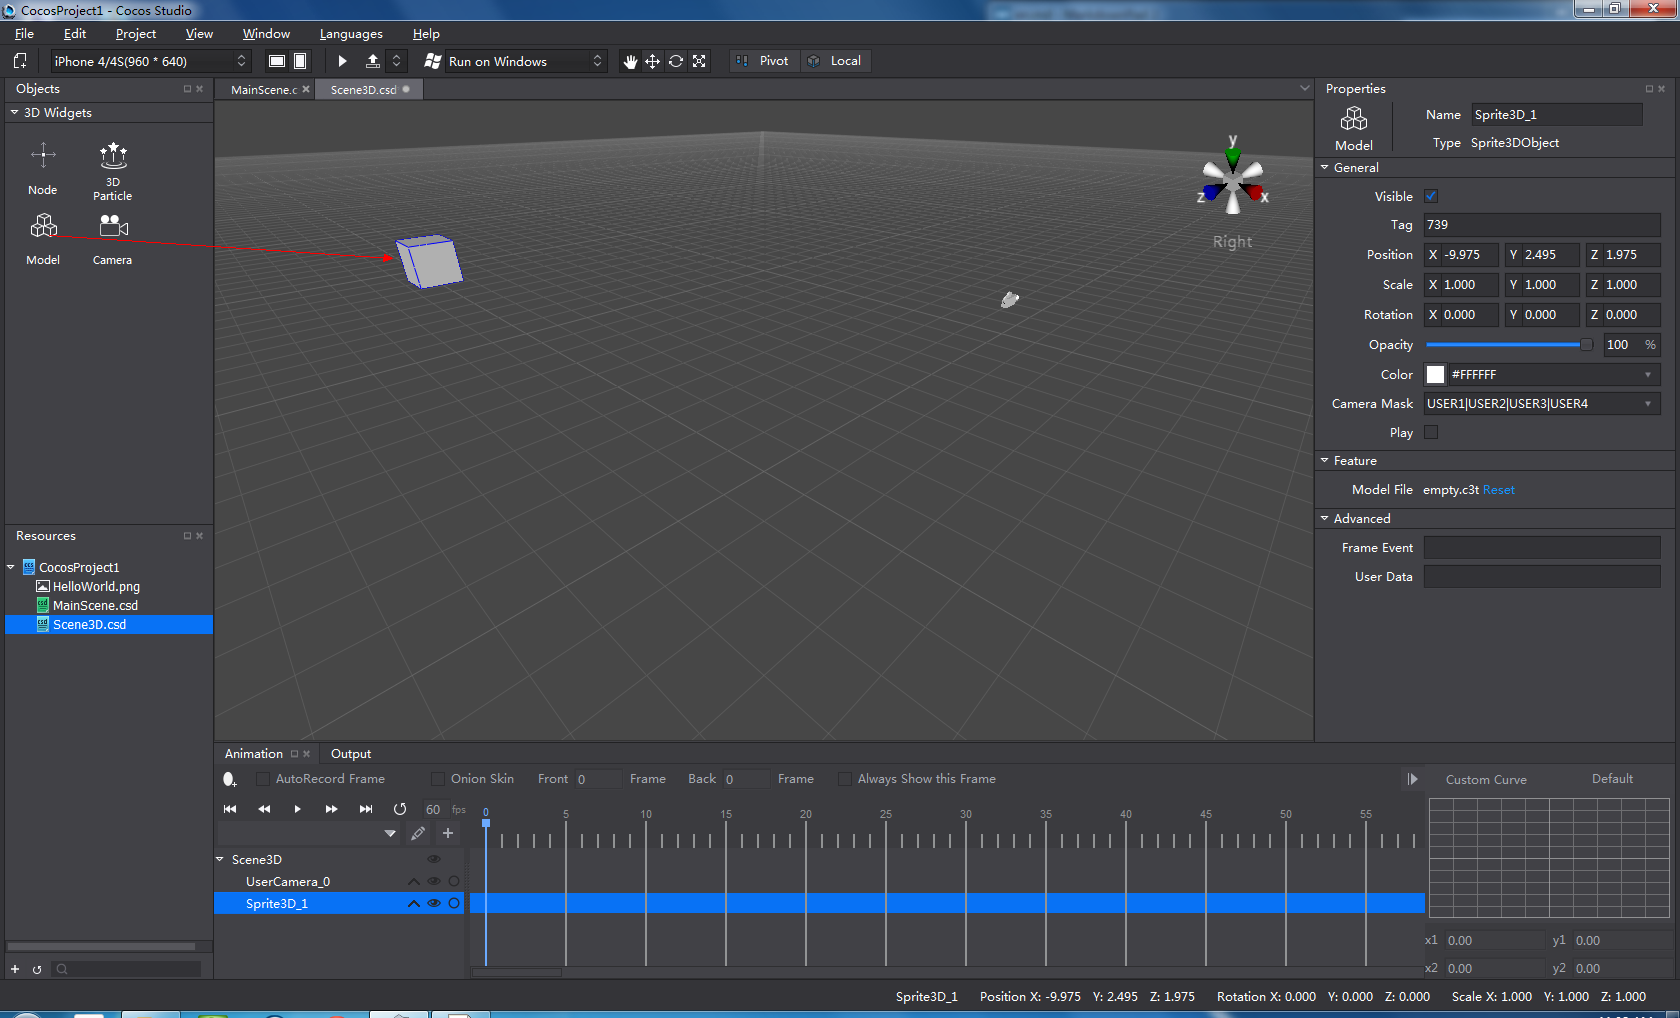 CocosProject1 - Cocos Studio
File Edit Project View Window Languages Help
iPhone 4/4S(960 * 640) Run on Windows Pivot Local
Objects
3D Widgets
Node
3D
Particle
Model
Camera
Resources
CocosProject1
HelloWorld.png
MainScene.csd
Scene3D.csd
MainScene.c Scene3D.csd
y
z
x
Right
Properties
Model
Name Sprite3D_1
Type Sprite3DObject
General
Visible
Tag 739
Position X -9.975 Y 2.495 Z 1.975
Scale X 1.000 Y 1.000 Z 1.000
Rotation X 0.000 Y 0.000 Z 0.000
Opacity 100 %
Color #FFFFFF
Camera Mask USER1|USER2|USER3|USER4
Play
Feature
Model File empty.c3t Reset
Advanced
Frame Event
User Data
Animation Output
AutoRecord Frame Onion Skin Front 0 Frame Back 0 Frame Always Show this Frame
60 fps
0 5 10 15 20 25 30 35 40 45 50 55
Scene3D
UserCamera_0
Sprite3D_1
Custom Curve Default
x1 0.00 y1 0.00
x2 0.00 y2 0.00
Sprite3D_1 Position X: -9.975 Y: 2.495 Z: 1.975 Rotation X: 0.000 Y: 0.000 Z: 0.000 Scale X: 1.000 Y: 1.000 Z: 1.000